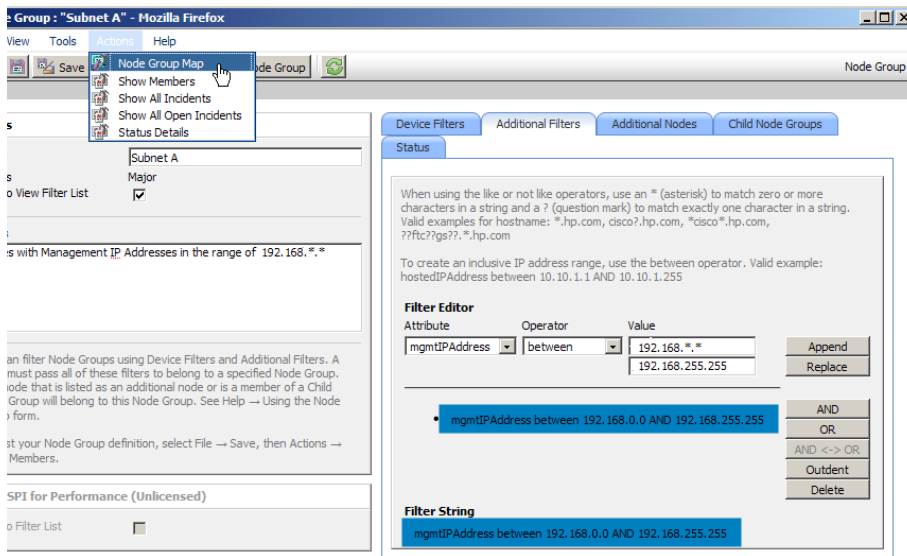 e Group : "Subnet A" - Mozilla Firefox
View Tools Actions Help
Save
Node Group Map
de Group
Node Group
Show Members
Show All Incidents
Show All Open Incidents
Status Details
s
Subnet A
s Major
o View Filter List
s
es with Management IP Addresses in the range of 192.168.*.*
an filter Node Groups using Device Filters and Additional Filters. A
must pass all of these filters to belong to a specified Node Group.
node that is listed as an additional node or is a member of a Child
Group will belong to this Node Group. See Help → Using the Node
o form.
st your Node Group definition, select File → Save, then Actions →
Members.
SPI for Performance (Unlicensed)
o Filter List
Device Filters Additional Filters Additional Nodes Child Node Groups
Status
When using the like or not like operators, use an * (asterisk) to match zero or more
characters in a string and a ? (question mark) to match exactly one character in a string.
Valid examples for hostname: *.hp.com, cisco?.hp.com, *cisco*.hp.com,
??ftc??gs??.*.hp.com
To create an inclusive IP address range, use the between operator. Valid example:
hostedIPAddress between 10.10.1.1 AND 10.10.1.255
Filter Editor
Attribute Operator Value
mgmtIPAddress between 192.168.*.* Append
192.168.255.255 Replace
• mgmtIPAddress between 192.168.0.0 AND 192.168.255.255
AND
OR
AND <-> OR
Outdent
Delete
Filter String
mgmtIPAddress between 192.168.0.0 AND 192.168.255.255